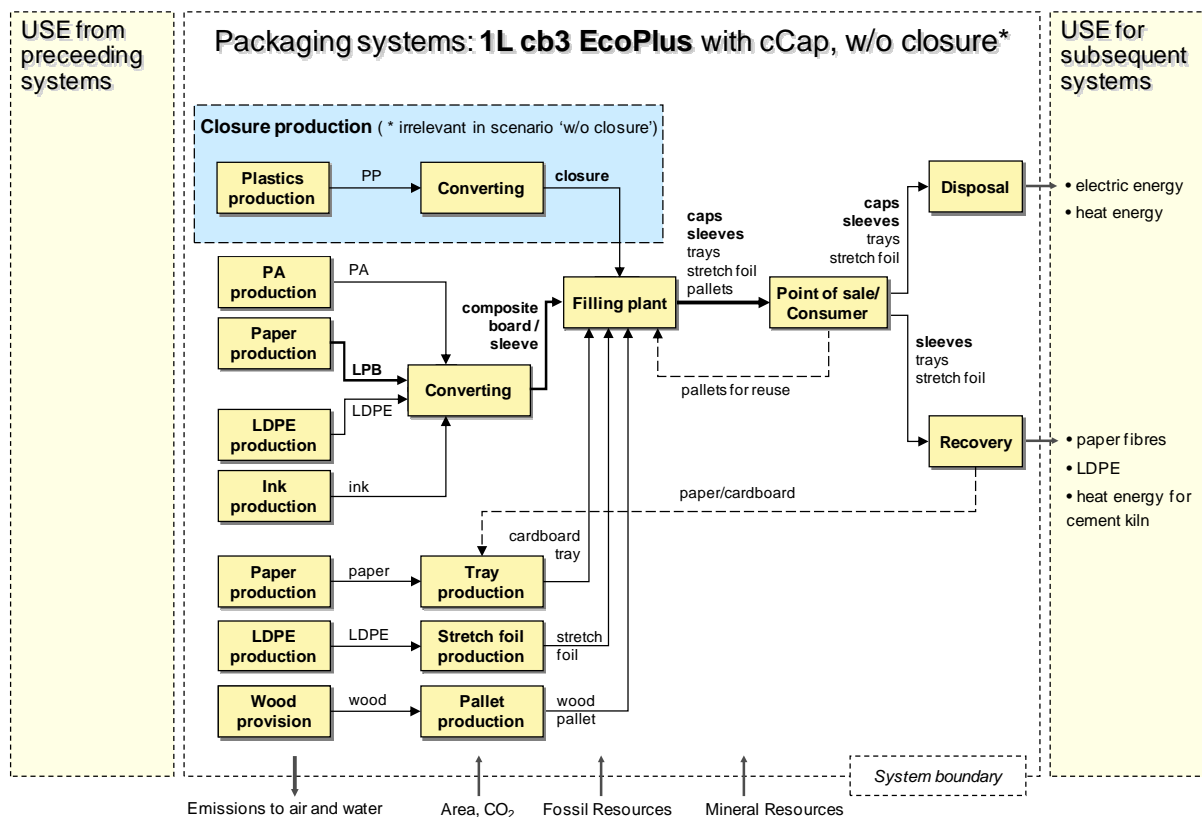 USE from
preceeding
systems
Packaging systems: 1L cb3 EcoPlus with cCap, w/o closure*
USE for
subsequent
systems
Closure production ( * irrelevant in scenario ‘w/o closure’)
Plastics
production
PP
Converting
closure
Disposal
• electric energy
• heat energy
caps
sleeves
trays
stretch foil
pallets
caps
sleeves
trays
stretch foil
PA
production
PA
Paper
production
LPB
LDPE
production
LDPE
Ink
production
ink
Converting
composite
board /
sleeve
Filling plant
Point of sale/
Consumer
pallets for reuse
sleeves
trays
stretch foil
Recovery
• paper fibres
• LDPE
• heat energy for
cement kiln
paper/cardboard
cardboard
tray
Paper
production
paper
Tray
production
LDPE
production
LDPE
Stretch foil
production
stretch
foil
Wood
provision
wood
Pallet
production
wood
pallet
System boundary
Emissions to air and water
Area, CO₂
Fossil Resources
Mineral Resources